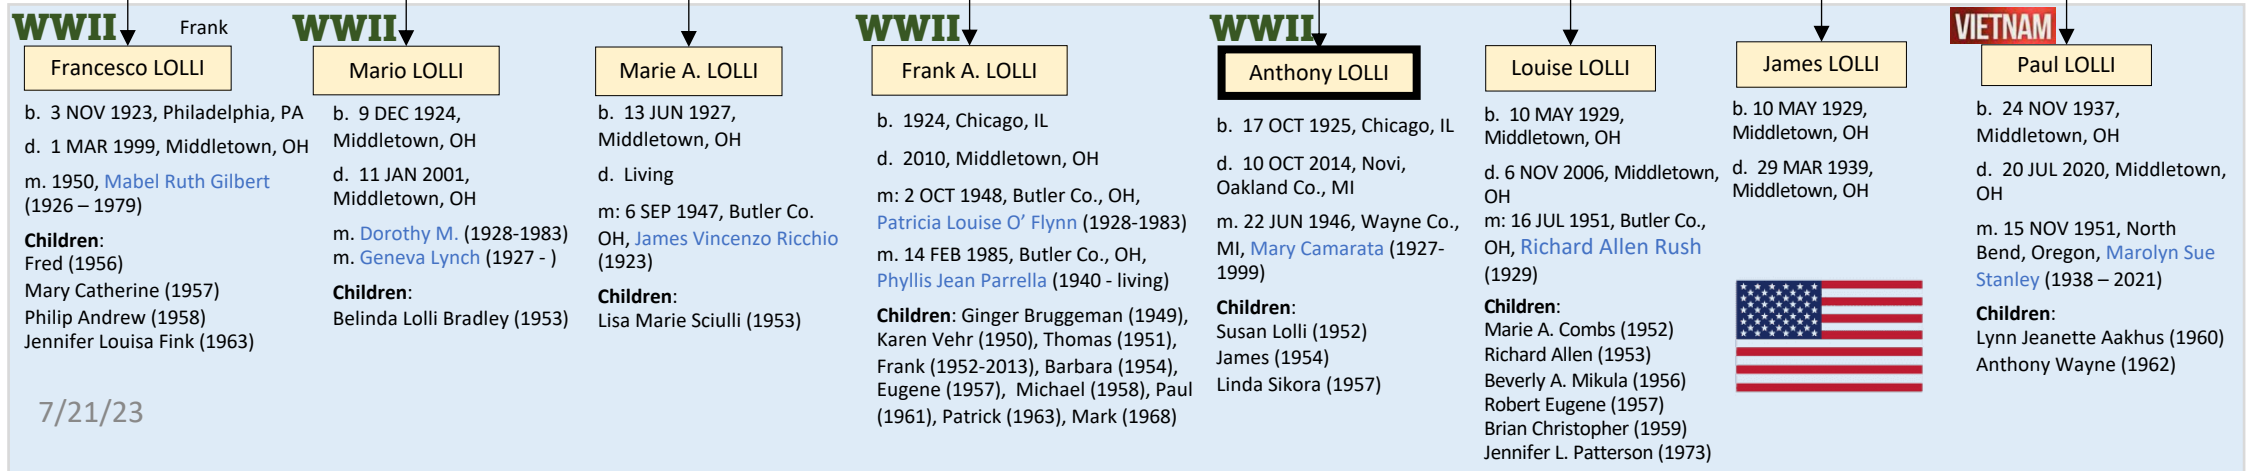 WWII
Frank
Francesco LOLLI
b. 3 NOV 1923, Philadelphia, PA
d. 1 MAR 1999, Middletown, OH
m. 1950, Mabel Ruth Gilbert
(1926 – 1979)
Children:
Fred (1956)
Mary Catherine (1957)
Philip Andrew (1958)
Jennifer Louisa Fink (1963)
7/21/23
WWII
Mario LOLLI
b. 9 DEC 1924,
Middletown, OH
d. 11 JAN 2001,
Middletown, OH
m. Dorothy M. (1928-1983)
m. Geneva Lynch (1927 - )
Children:
Belinda Lolli Bradley (1953)
Marie A. LOLLI
b. 13 JUN 1927,
Middletown, OH
d. Living
m: 6 SEP 1947, Butler Co.
OH, James Vincenzo Ricchio
(1923)
Children:
Lisa Marie Sciulli (1953)
WWII
Frank A. LOLLI
b. 1924, Chicago, IL
d. 2010, Middletown, OH
m: 2 OCT 1948, Butler Co., OH,
Patricia Louise O’ Flynn (1928-1983)
m. 14 FEB 1985, Butler Co., OH,
Phyllis Jean Parrella (1940 - living)
Children: Ginger Bruggeman (1949),
Karen Vehr (1950), Thomas (1951),
Frank (1952-2013), Barbara (1954),
Eugene (1957), Michael (1958), Paul
(1961), Patrick (1963), Mark (1968)
WWII
Anthony LOLLI
b. 17 OCT 1925, Chicago, IL
d. 10 OCT 2014, Novi,
Oakland Co., MI
m. 22 JUN 1946, Wayne Co.,
MI, Mary Camarata (1927-
1999)
Children:
Susan Lolli (1952)
James (1954)
Linda Sikora (1957)
Louise LOLLI
b. 10 MAY 1929,
Middletown, OH
d. 6 NOV 2006, Middletown,
OH
m: 16 JUL 1951, Butler Co.,
OH, Richard Allen Rush
(1929)
Children:
Marie A. Combs (1952)
Richard Allen (1953)
Beverly A. Mikula (1956)
Robert Eugene (1957)
Brian Christopher (1959)
Jennifer L. Patterson (1973)
James LOLLI
b. 10 MAY 1929,
Middletown, OH
d. 29 MAR 1939,
Middletown, OH
VIETNAM
Paul LOLLI
b. 24 NOV 1937,
Middletown, OH
d. 20 JUL 2020, Middletown,
OH
m. 15 NOV 1951, North
Bend, Oregon, Marolyn Sue
Stanley (1938 – 2021)
Children:
Lynn Jeanette Aakhus (1960)
Anthony Wayne (1962)